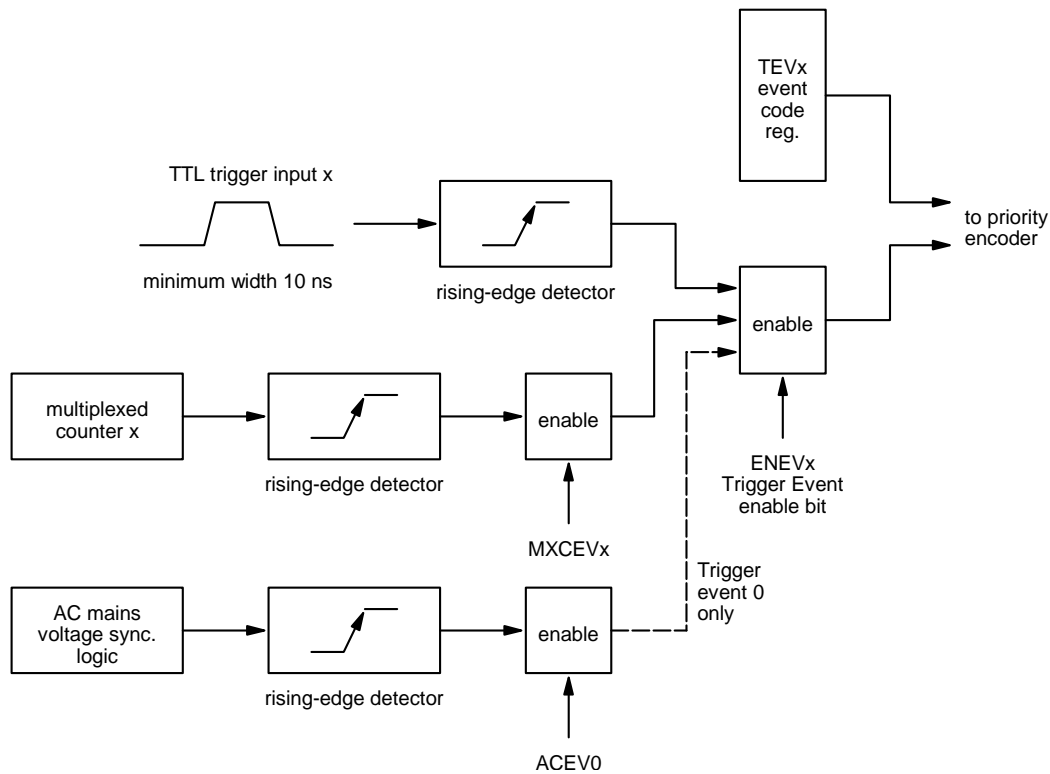 TEVx
event
code
reg.
TTL trigger input x
to priority
encoder
minimum width 10 ns
rising-edge detector
enable
multiplexed
counter x
enable
rising-edge detector
ENEVx
Trigger Event
enable bit
MXCEVx
Trigger
event 0
only
AC mains
voltage sync.
logic
enable
rising-edge detector
ACEV0